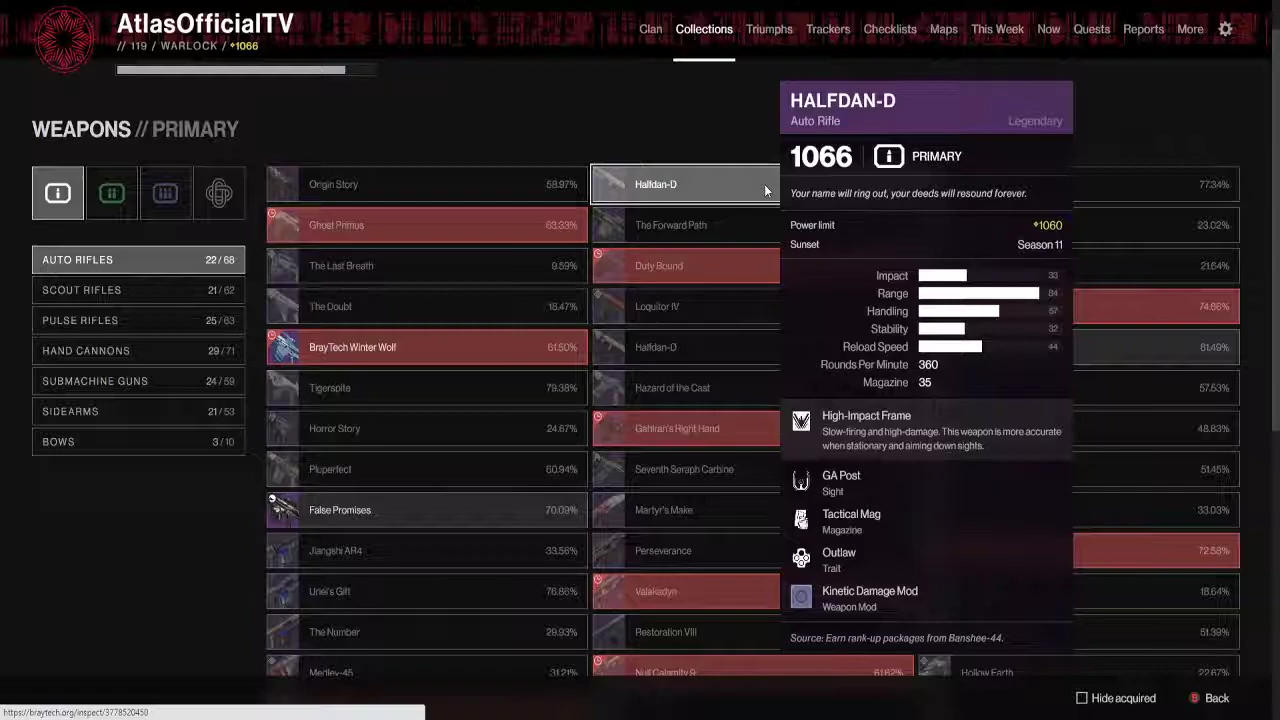 AtlasOfficialTV
// 119 / WARLOCK / +1066
Clan Collections Triumphs Trackers Checklists Maps This Week Now Quests Reports More
WEAPONS // PRIMARY
AUTO RIFLES 22/68
SCOUT RIFLES 21/62
PULSE RIFLES 25/63
HAND CANNONS 29/71
SUBMACHINE GUNS 24/59
SIDEARMS 21/53
BOWS 3/10
Origin Story 58.97% Halfdan-D 77.34%
Ghost Primus 63.33% The Forward Path 23.02%
The Last Breath 9.59% Duty Bound 21.64%
The Doubt 16.47% Loquitor IV 74.66%
BrayTech Winter Wolf 61.50% Halfdan-D 81.49%
Tigerspite 79.38% Hazard of the Cast 57.53%
Horror Story 24.67% Gahlran's Right Hand 48.83%
Pluperfect 60.94% Seventh Seraph Carbine 51.45%
False Promises 70.09% Martyr's Make 33.03%
Jiangshi AR4 33.56% Perseverance 72.58%
Uriel's Gift 76.86% Valakadyn 18.64%
The Number 29.93% Restoration VIII 51.39%
Medley-45 31.21% Null Calamity 9 61.62% Hollow Earth 22.67%
HALFDAN-D
Auto Rifle Legendary
1066 PRIMARY
Your name will ring out, your deeds will resound forever.
Power limit +1060
Sunset Season 11
Impact 33
Range 84
Handling 57
Stability 32
Reload Speed 44
Rounds Per Minute 360
Magazine 35
High-Impact Frame
Slow-firing and high-damage. This weapon is more accurate
when stationary and aiming down sights.
GA Post
Sight
Tactical Mag
Magazine
Outlaw
Trait
Kinetic Damage Mod
Weapon Mod
Source: Earn rank-up packages from Banshee-44.
Hide acquired B Back
https://braytech.org/inspect/3778520450